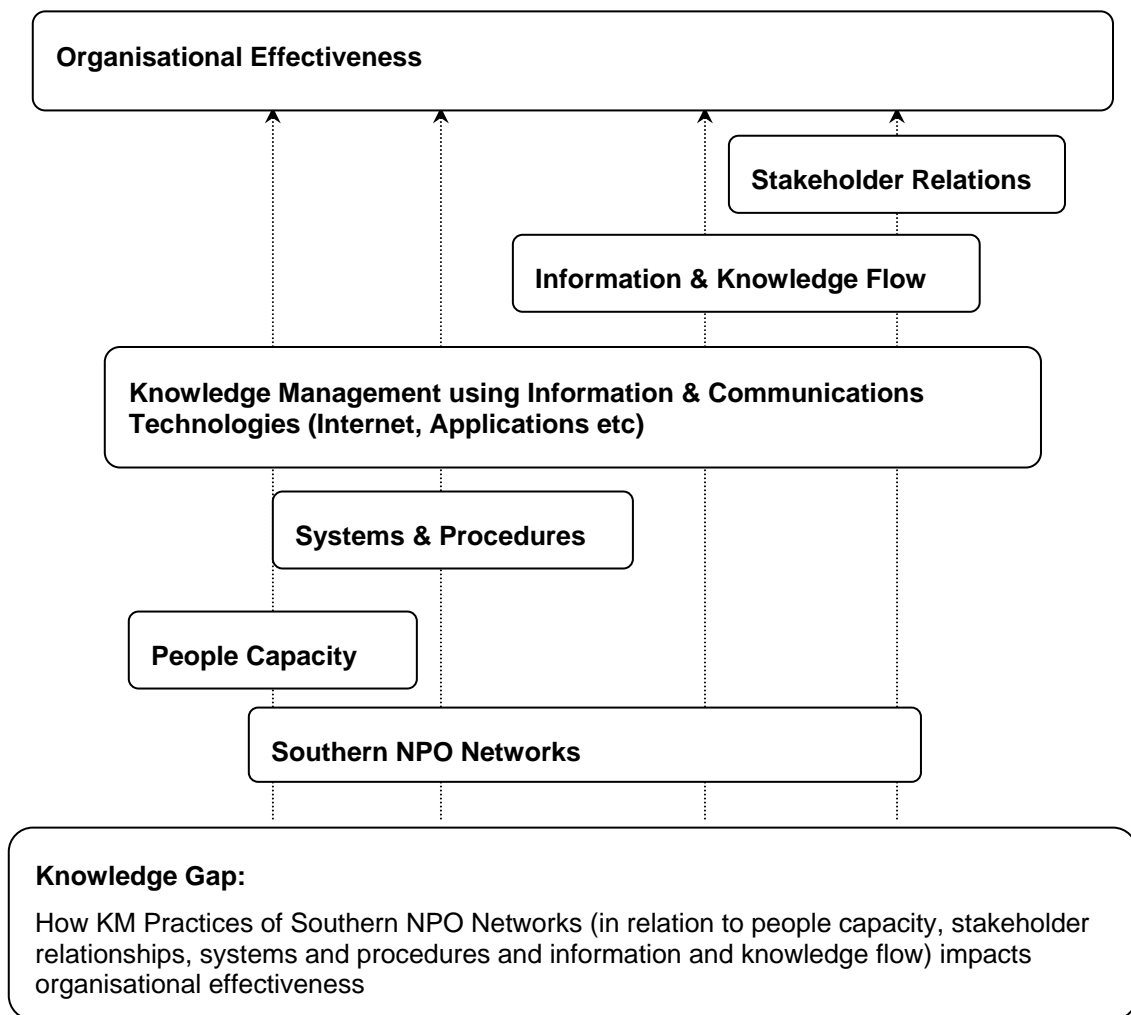 Organisational Effectiveness
Stakeholder Relations
Information & Knowledge Flow
Knowledge Management using Information & Communications
Technologies (Internet, Applications etc)
Systems & Procedures
People Capacity
Southern NPO Networks
Knowledge Gap:
How KM Practices of Southern NPO Networks (in relation to people capacity, stakeholder
relationships, systems and procedures and information and knowledge flow) impacts
organisational effectiveness